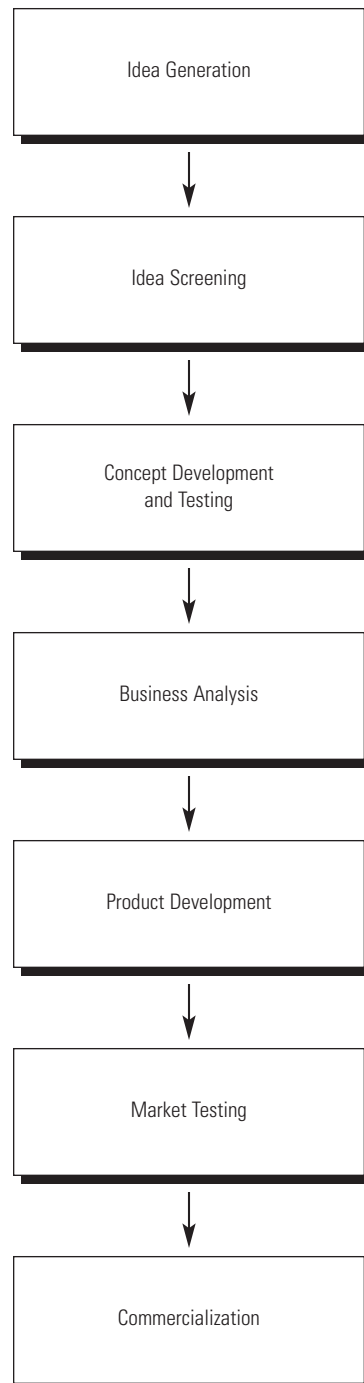 Idea Generation
Idea Screening
Concept Development
and Testing
Business Analysis
Product Development
Market Testing
Commercialization